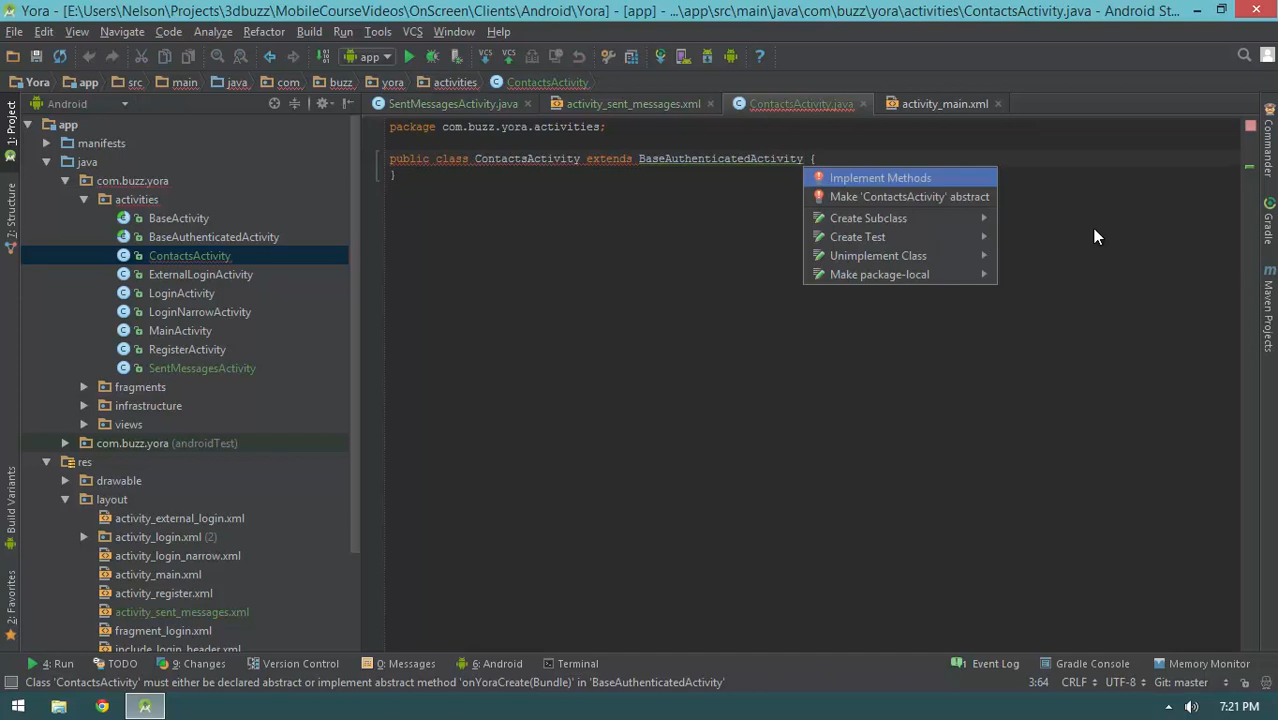 Yora - [E:\Users\Nelson\Projects\3dbuzz\MobileCourseVideos\OnScreen\Clients\Android\Yora] - [app] - ...\app\src\main\java\com\buzz\yora\activities\ContactsActivity.java - Android St...
File Edit View Navigate Code Analyze Refactor Build Run Tools VCS Window Help
app
Yora app src main java com buzz yora activities ContactsActivity
Android
SentMessagesActivity.java activity_sent_messages.xml ContactsActivity.java activity_main.xml
1: Project
7: Structure
Build Variants
2: Favorites
app
manifests
java
com.buzz.yora
activities
BaseActivity
BaseAuthenticatedActivity
ContactsActivity
ExternalLoginActivity
LoginActivity
LoginNarrowActivity
MainActivity
RegisterActivity
SentMessagesActivity
fragments
infrastructure
views
com.buzz.yora (androidTest)
res
drawable
layout
activity_external_login.xml
activity_login.xml (2)
activity_login_narrow.xml
activity_main.xml
activity_register.xml
activity_sent_messages.xml
fragment_login.xml
include_login_header.xml
package com.buzz.yora.activities;
public class ContactsActivity extends BaseAuthenticatedActivity {
}
Implement Methods
Make 'ContactsActivity' abstract
Create Subclass
Create Test
Unimplement Class
Make package-local
Commander
Gradle
Maven Projects
4: Run TODO 9: Changes Version Control 0: Messages 6: Android Terminal 1 Event Log Gradle Console Memory Monitor
Class 'ContactsActivity' must either be declared abstract or implement abstract method 'onYoraCreate(Bundle)' in 'BaseAuthenticatedActivity' 3:64 CRLF UTF-8 Git: master
7:21 PM